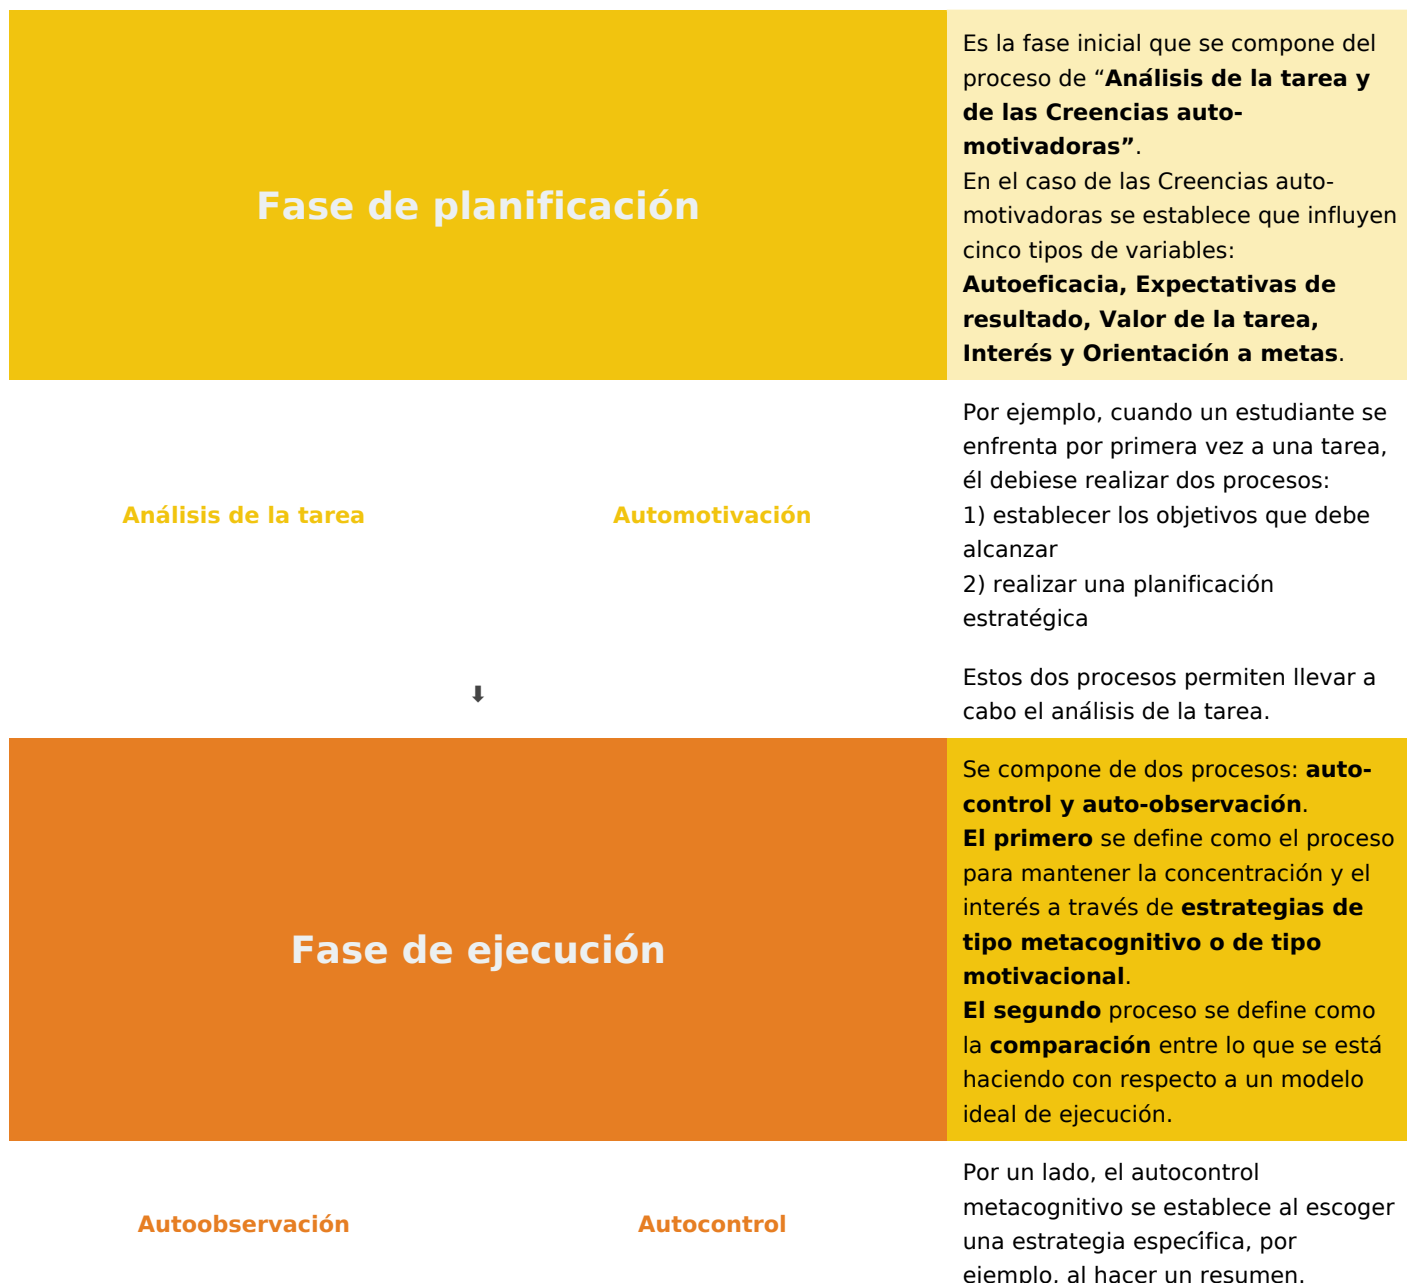 Fase de planificación
Es la fase inicial que se compone del
proceso de “Análisis de la tarea y
de las Creencias auto-
motivadoras”.
En el caso de las Creencias auto-
motivadoras se establece que influyen
cinco tipos de variables:
Autoeficacia, Expectativas de
resultado, Valor de la tarea,
Interés y Orientación a metas.
Análisis de la tarea
Automotivación
Por ejemplo, cuando un estudiante se
enfrenta por primera vez a una tarea,
él debiese realizar dos procesos:
1) establecer los objetivos que debe
alcanzar
2) realizar una planificación
estratégica
⬇
Estos dos procesos permiten llevar a
cabo el análisis de la tarea.
Fase de ejecución
Se compone de dos procesos: auto-
control y auto-observación.
El primero se define como el proceso
para mantener la concentración y el
interés a través de estrategias de
tipo metacognitivo o de tipo
motivacional.
El segundo proceso se define como
la comparación entre lo que se está
haciendo con respecto a un modelo
ideal de ejecución.
Autoobservación
Autocontrol
Por un lado, el autocontrol
metacognitivo se establece al escoger
una estrategia específica, por
ejemplo, al hacer un resumen.